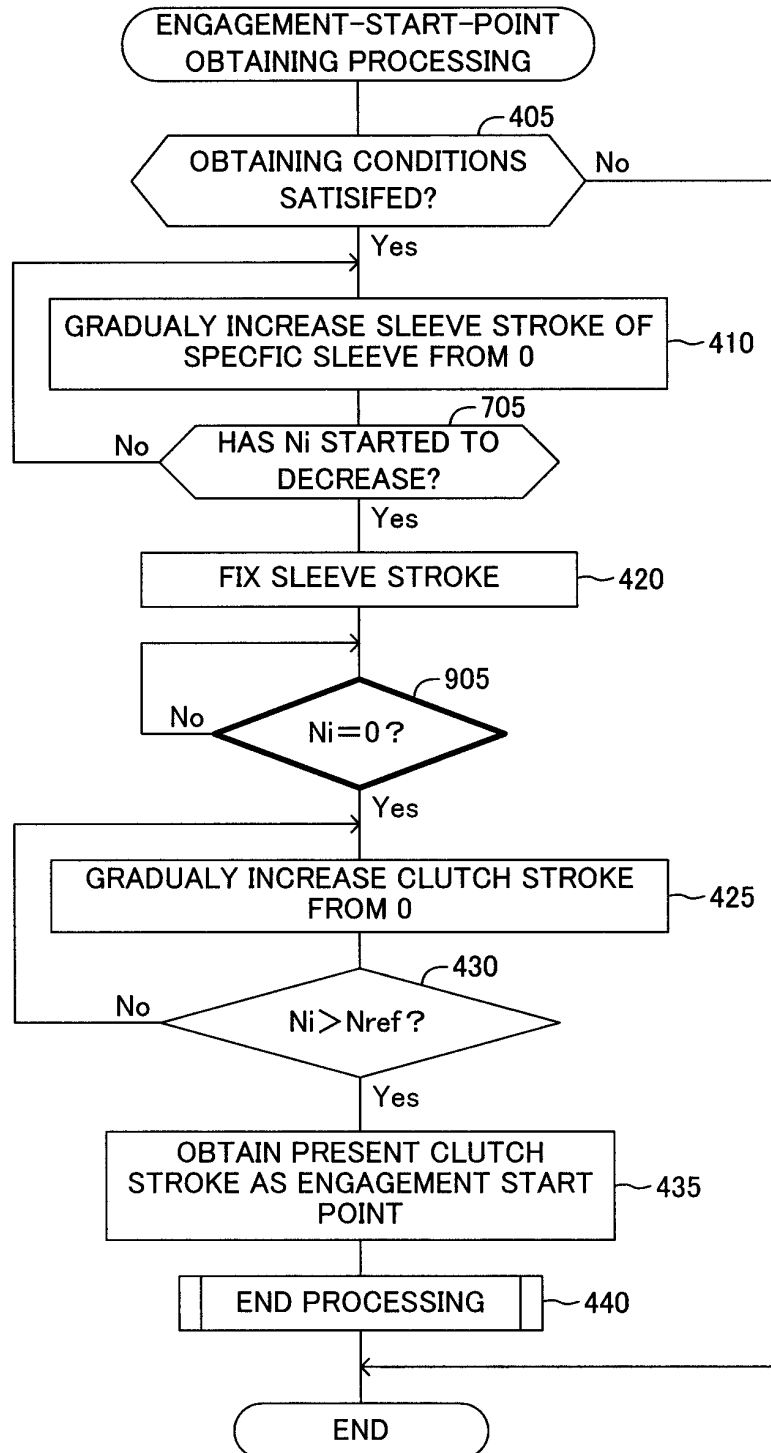 ENGAGEMENT-START-POINT
OBTAINING PROCESSING
405
OBTAINING CONDITIONS
SATISIFED?
No
Yes
GRADUALY INCREASE SLEEVE STROKE OF
SPECFIC SLEEVE FROM 0
410
705
No
HAS Ni STARTED TO
DECREASE?
Yes
FIX SLEEVE STROKE
420
905
No
Ni=0?
Yes
GRADUALY INCREASE CLUTCH STROKE
FROM 0
425
430
No
Ni>Nref?
Yes
OBTAIN PRESENT CLUTCH
STROKE AS ENGAGEMENT START
POINT
435
END PROCESSING
440
END